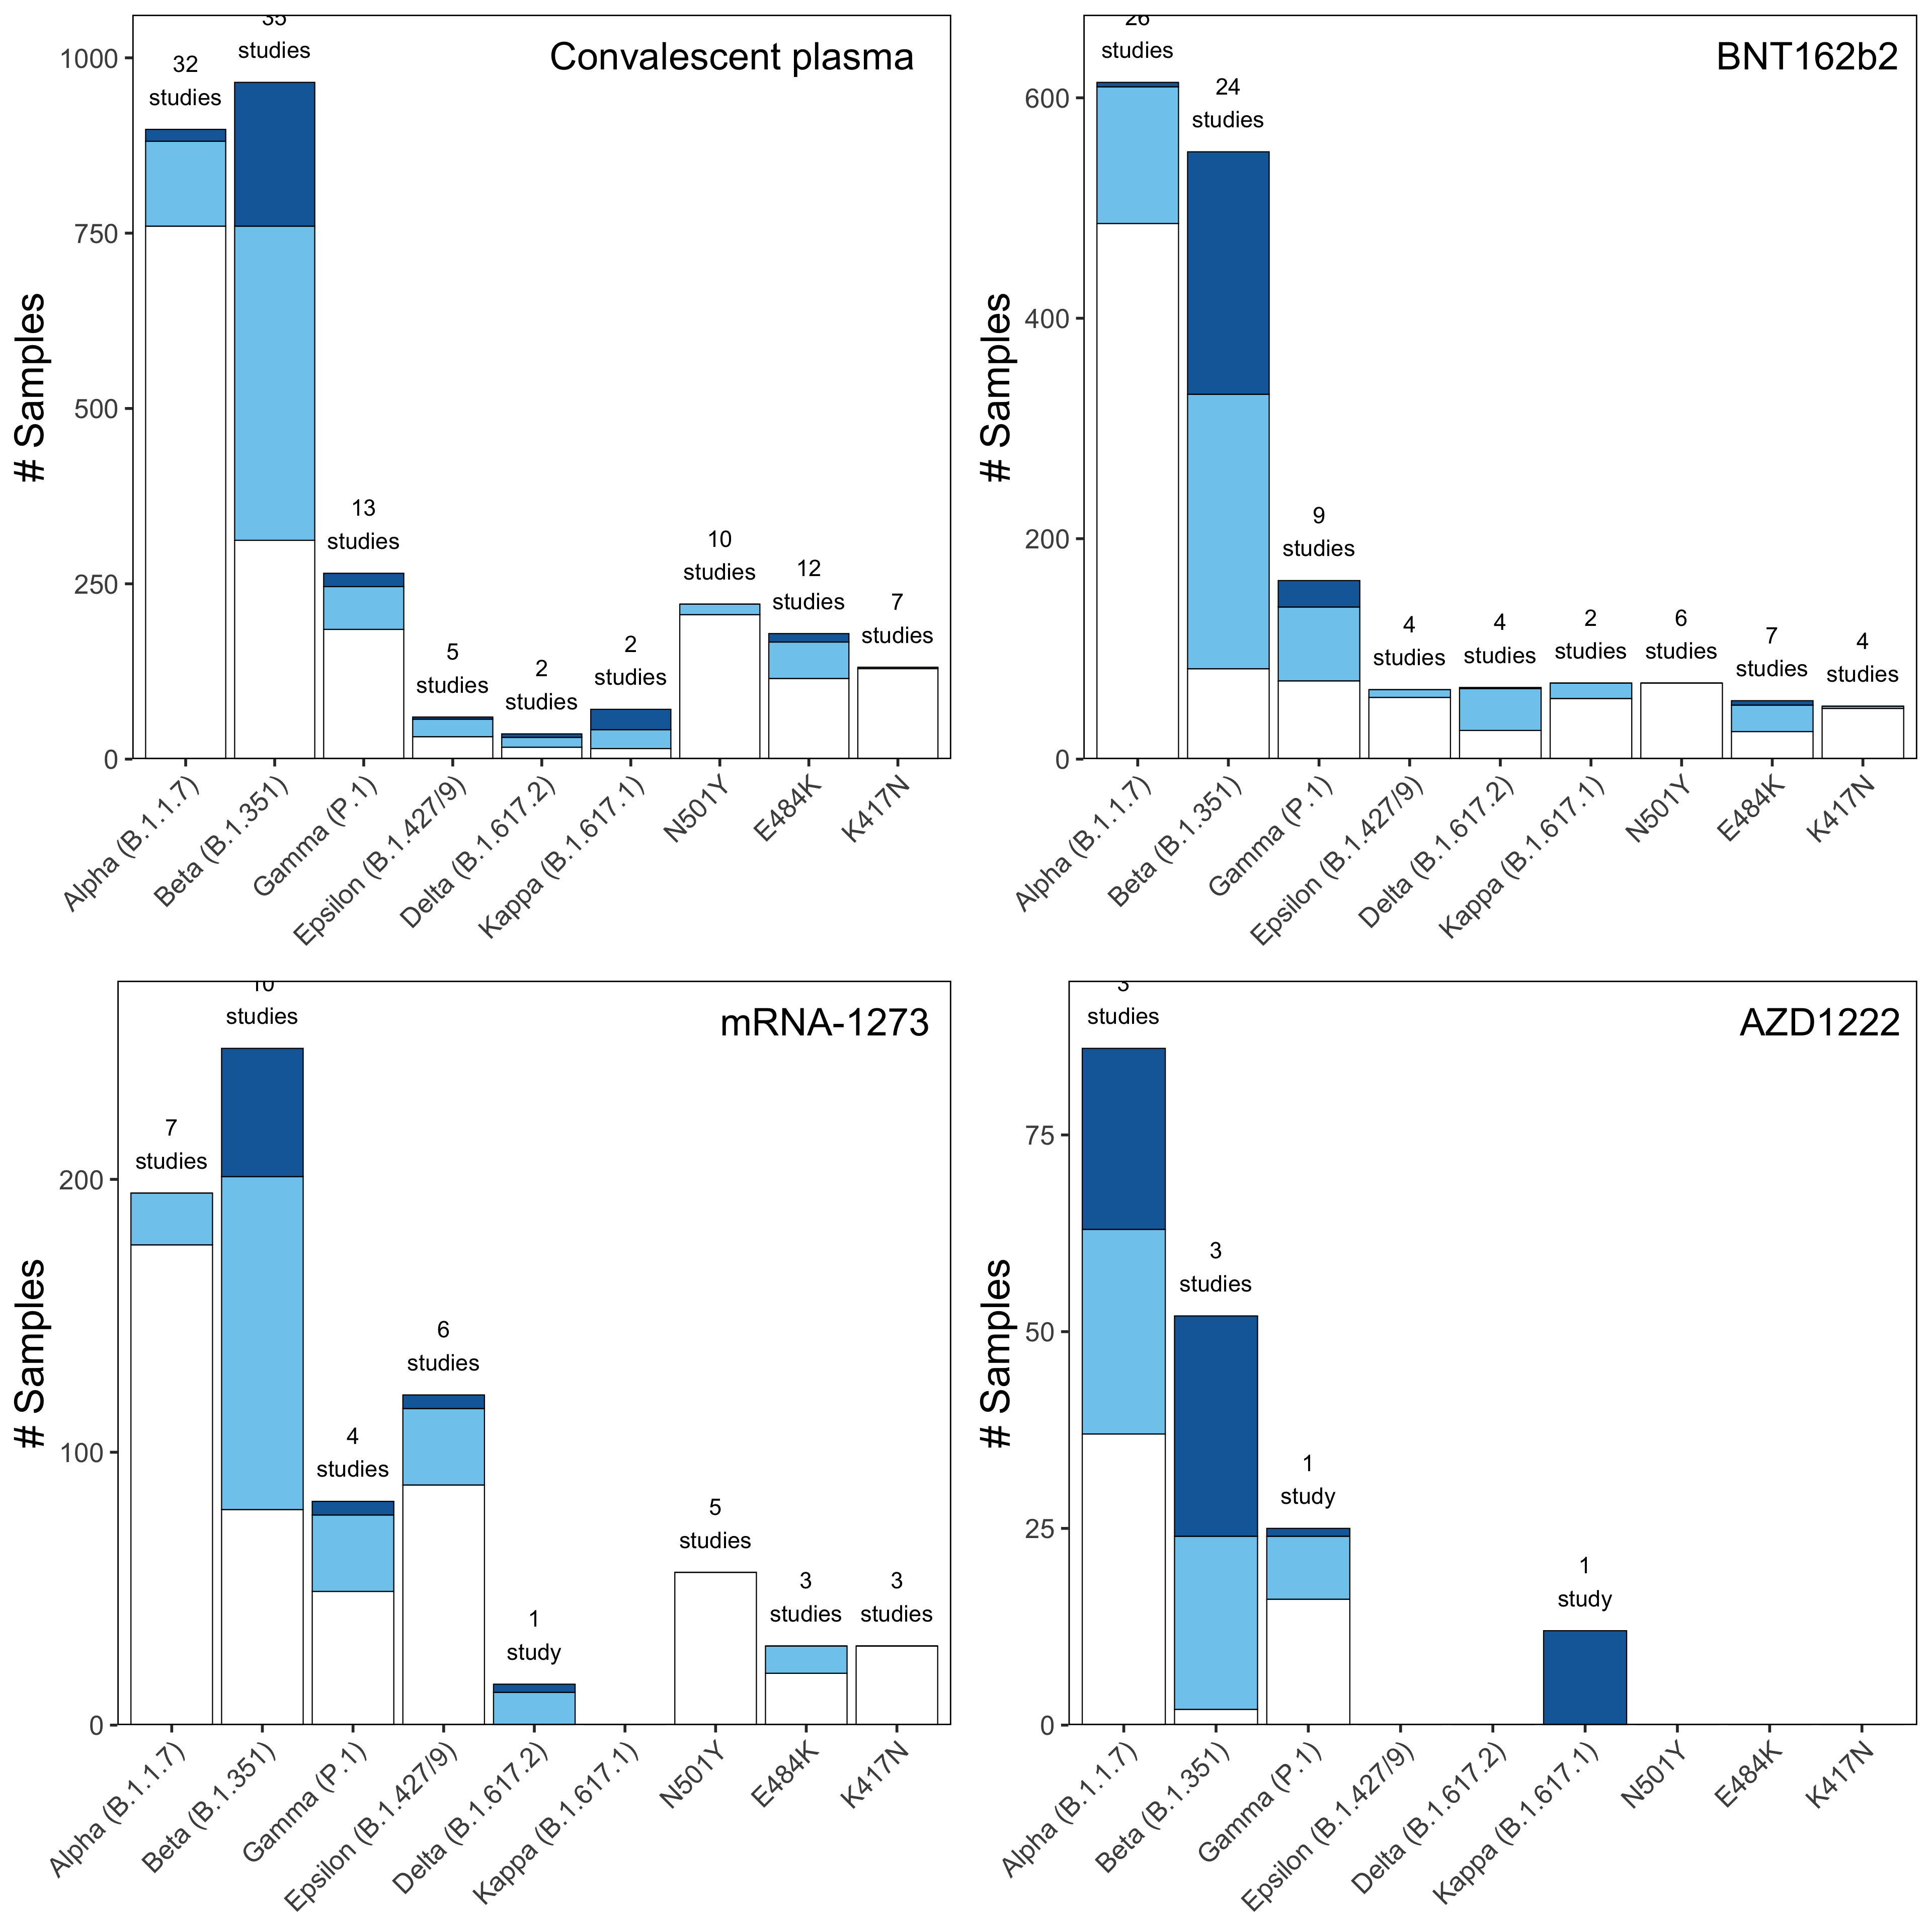 Convalescent plasma
# Samples
1000
750
500
250
0
32
studies
35
studies
13
studies
5
studies
2
studies
2
studies
10
studies
12
studies
7
studies
Alpha (B.1.1.7)
Beta (B.1.351)
Gamma (P.1)
Epsilon (B.1.427/9)
Delta (B.1.617.2)
Kappa (B.1.617.1)
N501Y
E484K
K417N
BNT162b2
# Samples
600
400
200
0
26
studies
24
studies
9
studies
4
studies
4
studies
2
studies
6
studies
7
studies
4
studies
Alpha (B.1.1.7)
Beta (B.1.351)
Gamma (P.1)
Epsilon (B.1.427/9)
Delta (B.1.617.2)
Kappa (B.1.617.1)
N501Y
E484K
K417N
mRNA-1273
# Samples
200
100
0
7
studies
10
studies
4
studies
6
studies
1
study
5
studies
3
studies
3
studies
Alpha (B.1.1.7)
Beta (B.1.351)
Gamma (P.1)
Epsilon (B.1.427/9)
Delta (B.1.617.2)
Kappa (B.1.617.1)
N501Y
E484K
K417N
AZD1222
# Samples
75
50
25
0
3
studies
3
studies
1
study
1
study
Alpha (B.1.1.7)
Beta (B.1.351)
Gamma (P.1)
Epsilon (B.1.427/9)
Delta (B.1.617.2)
Kappa (B.1.617.1)
N501Y
E484K
K417N